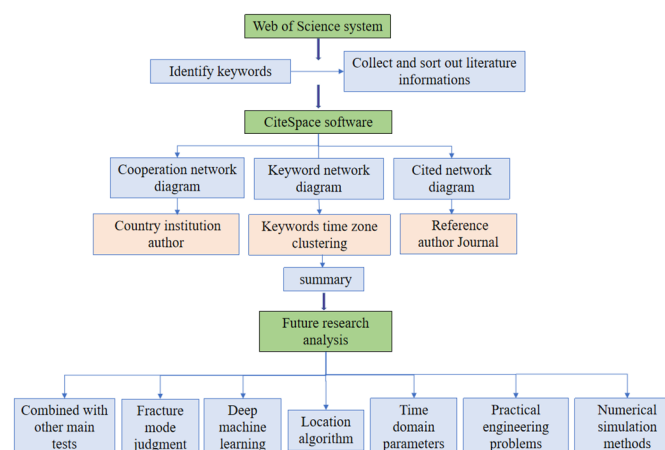 Web of Science system
Identify keywords
Collect and sort out literature
informations
CiteSpace software
Cooperation network
diagram
Keyword network
diagram
Cited network
diagram
Country institution
author
Keywords time zone
clustering
Reference
author Journal
summary
Future research
analysis
Combined with
other main
tests
Fracture mode
judgment
Deep
machine
learning
Location
algorithm
Time
domain
parameters
Practical
engineering
problems
Numerical
simulation
methods